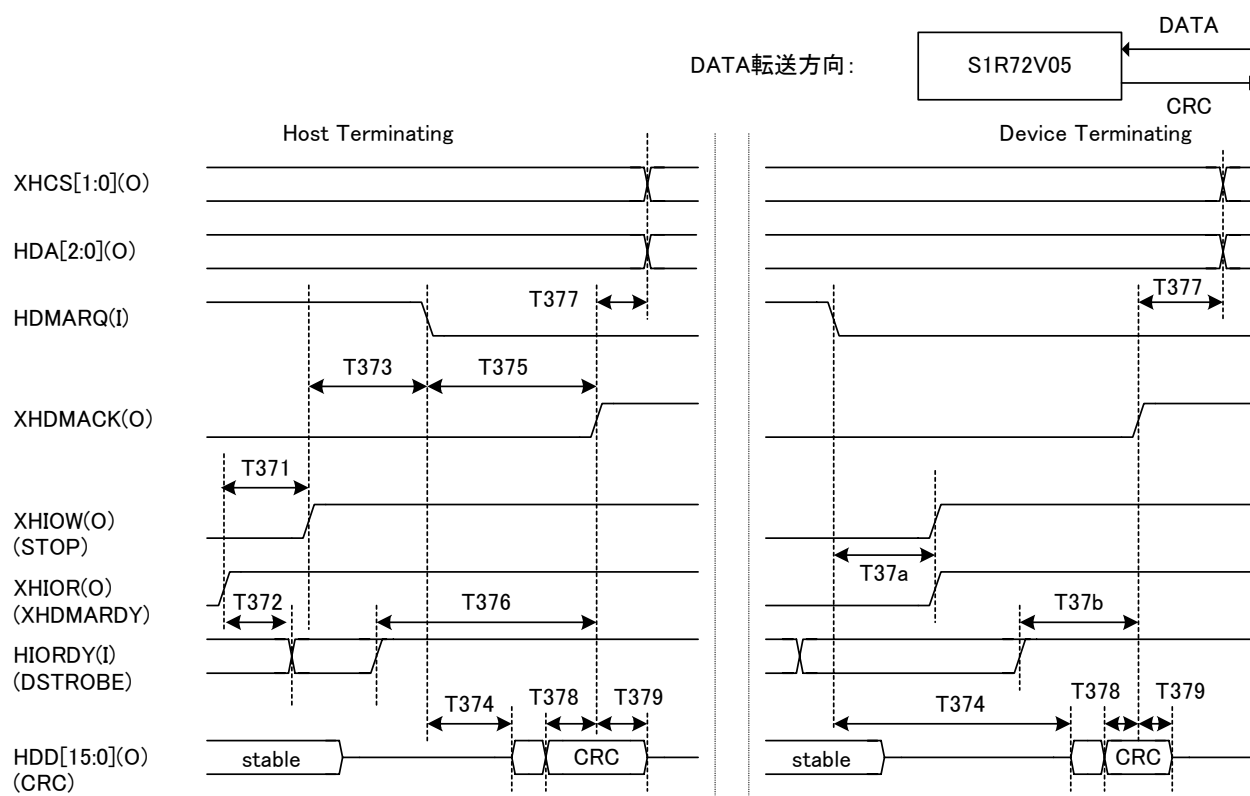 DATA
DATA転送方向:
S1R72V05
CRC
Host Terminating
Device Terminating
XHCS[1:0](O)
HDA[2:0](O)
T377
T377
HDMARQ(I)
T373
T375
XHDMACK(O)
T371
XHIOW(O)
(STOP)
T37a
XHIOR(O)
(XHDMARDY)
T372
T376
T37b
HIORDY(I)
(DSTROBE)
T374
T378
T379
T374
T378
T379
HDD[15:0](O)
(CRC)
stable
CRC
stable
CRC